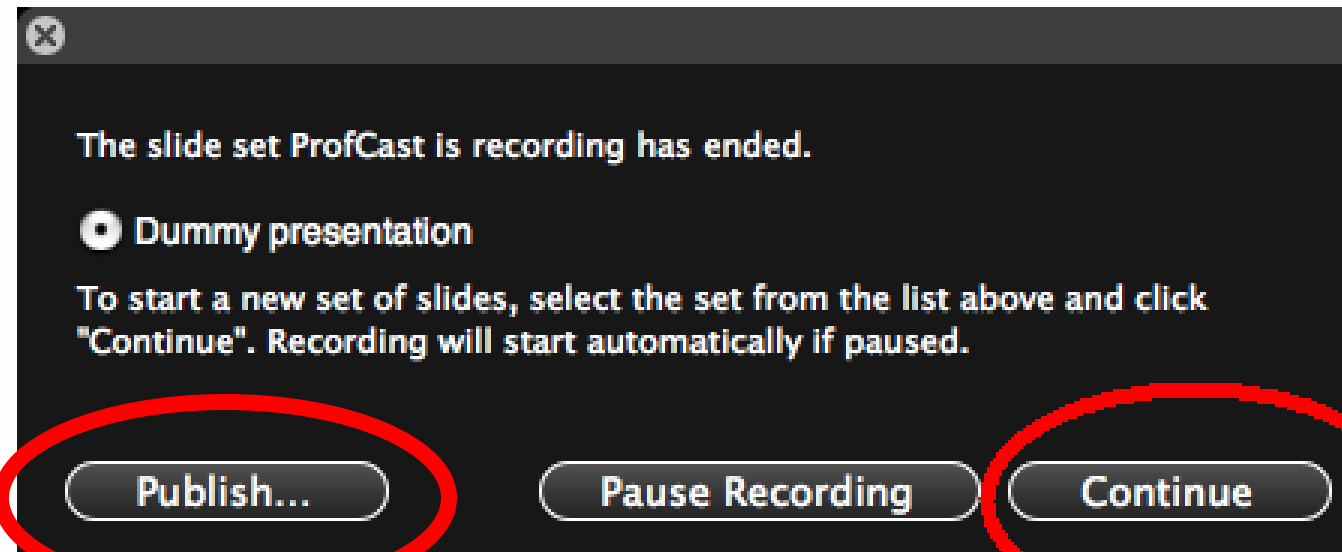 The slide set ProfCast is recording has ended.
Dummy presentation
To start a new set of slides, select the set from the list above and click
"Continue". Recording will start automatically if paused.
Publish... Pause Recording Continue